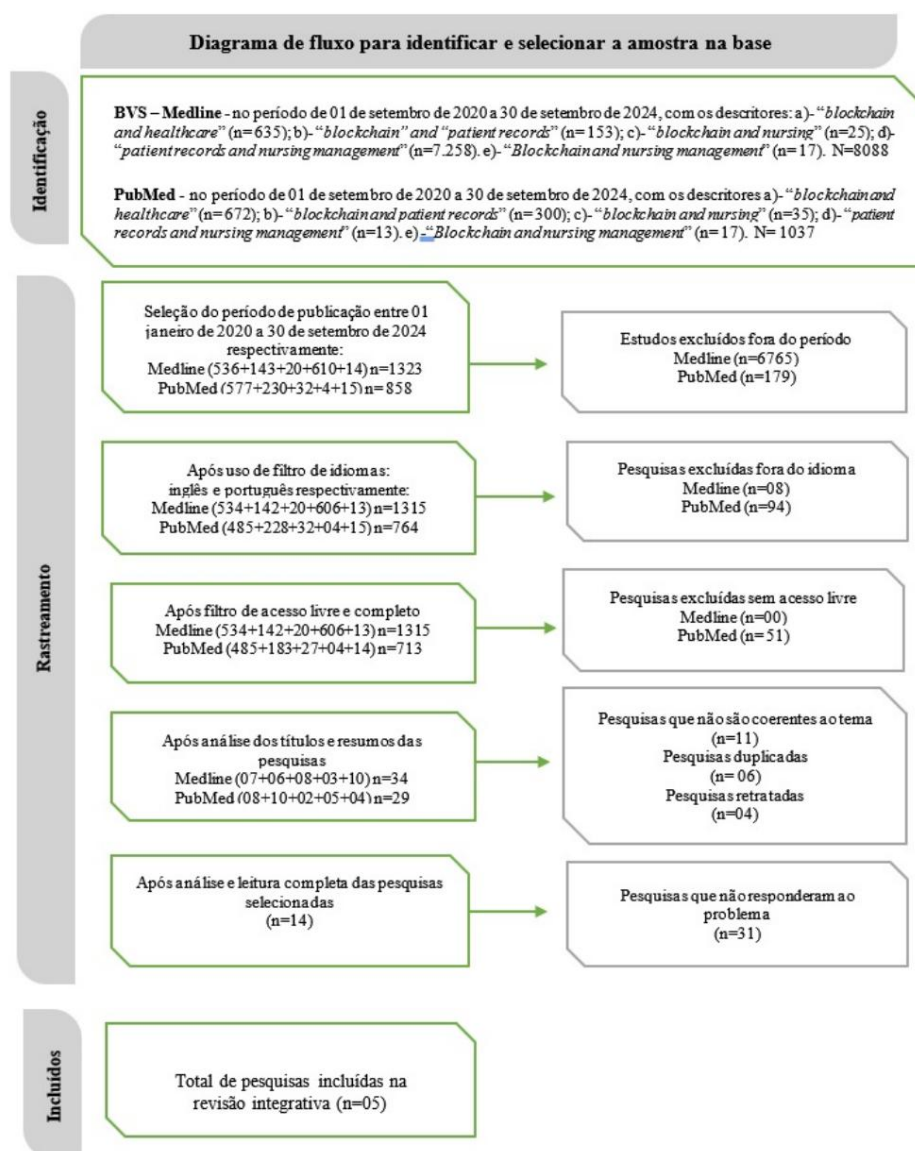 Diagrama de fluxo para identificar e selecionar a amostra na base
Identificação
BVS – Medline - no período de 01 de setembro de 2020 a 30 de setembro de 2024, com os descritores: a)- “blockchain
and healthcare” (n= 635); b)- “blockchain” and “patient records” (n= 153); c)- “blockchain and nursing” (n=25); d)-
“patient records and nursing management” (n=7.258). e)- “Blockchain and nursing management” (n= 17). N=8088
PubMed - no período de 01 de setembro de 2020 a 30 de setembro de 2024, com os descritores a)- “blockchain and
healthcare” (n= 672); b)- “blockchain and patient records” (n= 300); c)- “blockchain and nursing” (n=35); d)- “patient
records and nursing management” (n=13). e) -“Blockchain and nursing management” (n= 17). N= 1037
Rastreamento
Seleção do período de publicação entre 01
janeiro de 2020 a 30 de setembro de 2024
respectivamente:
Medline (536+143+20+610+14) n=1323
PubMed (577+230+32+4+15) n= 858
Estudos excluídos fora do período
Medline (n=6765)
PubMed (n=179)
Após uso de filtro de idiomas:
inglês e português respectivamente:
Medline (534+142+20+606+13) n=1315
PubMed (485+228+32+04+15) n=764
Pesquisas excluídas fora do idioma
Medline (n=08)
PubMed (n=94)
Após filtro de acesso livre e completo
Medline (534+142+20+606+13) n=1315
PubMed (485+183+27+04+14) n=713
Pesquisas excluídas sem acesso livre
Medline (n=00)
PubMed (n= 51)
Após análise dos títulos e resumos das
pesquisas
Medline (07+06+08+03+10) n=34
PubMed (08+10+02+05+04) n=29
Pesquisas que não são coerentes ao tema
(n=11)
Pesquisas duplicadas
(n= 06)
Pesquisas retratadas
(n=04)
Após análise e leitura completa das pesquisas
selecionadas
(n=14)
Pesquisas que não responderam ao
problema
(n=31)
Incluídos
Total de pesquisas incluídas na
revisão integrativa (n=05)